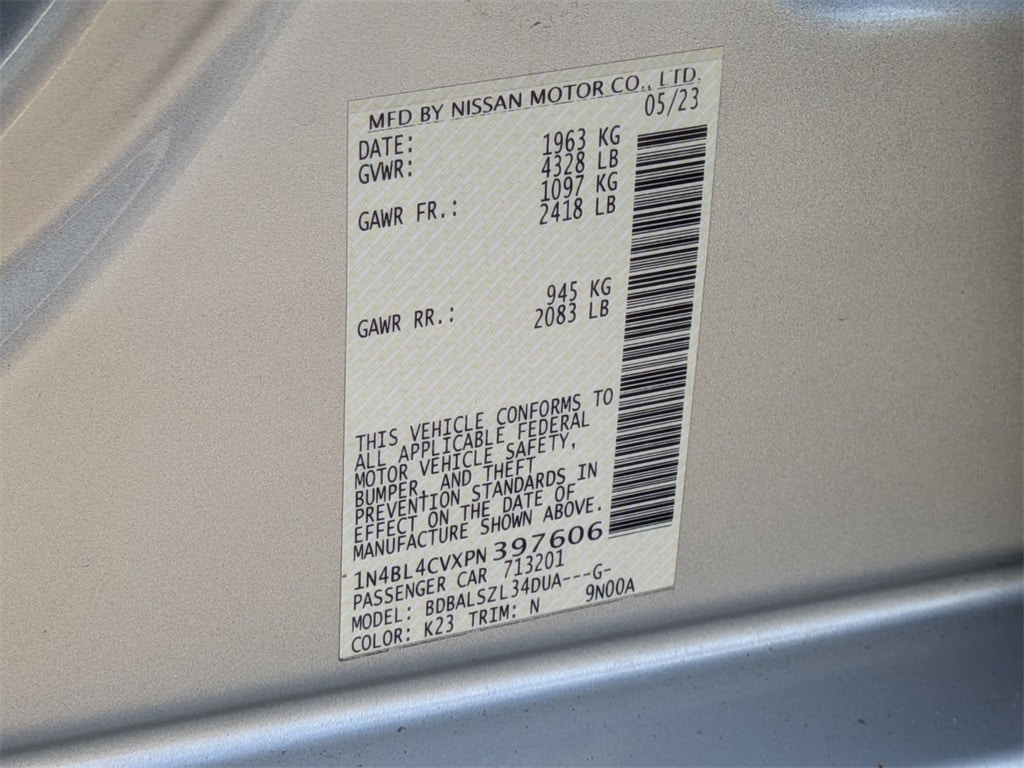 MFD BY NISSAN MOTOR CO., LTD.
DATE: 05/23
GVWR: 1963 KG
4328 LB
GAWR FR.: 1097 KG
2418 LB
GAWR RR.: 945 KG
2083 LB
THIS VEHICLE CONFORMS TO
ALL APPLICABLE FEDERAL
MOTOR VEHICLE SAFETY,
BUMPER, AND THEFT
PREVENTION STANDARDS IN
EFFECT ON THE DATE OF
MANUFACTURE SHOWN ABOVE.
1N4BL4CVXPN397606
PASSENGER CAR 713201
MODEL: BDBALSZL34DUA---G-
COLOR: K23 TRIM: N 9N00A